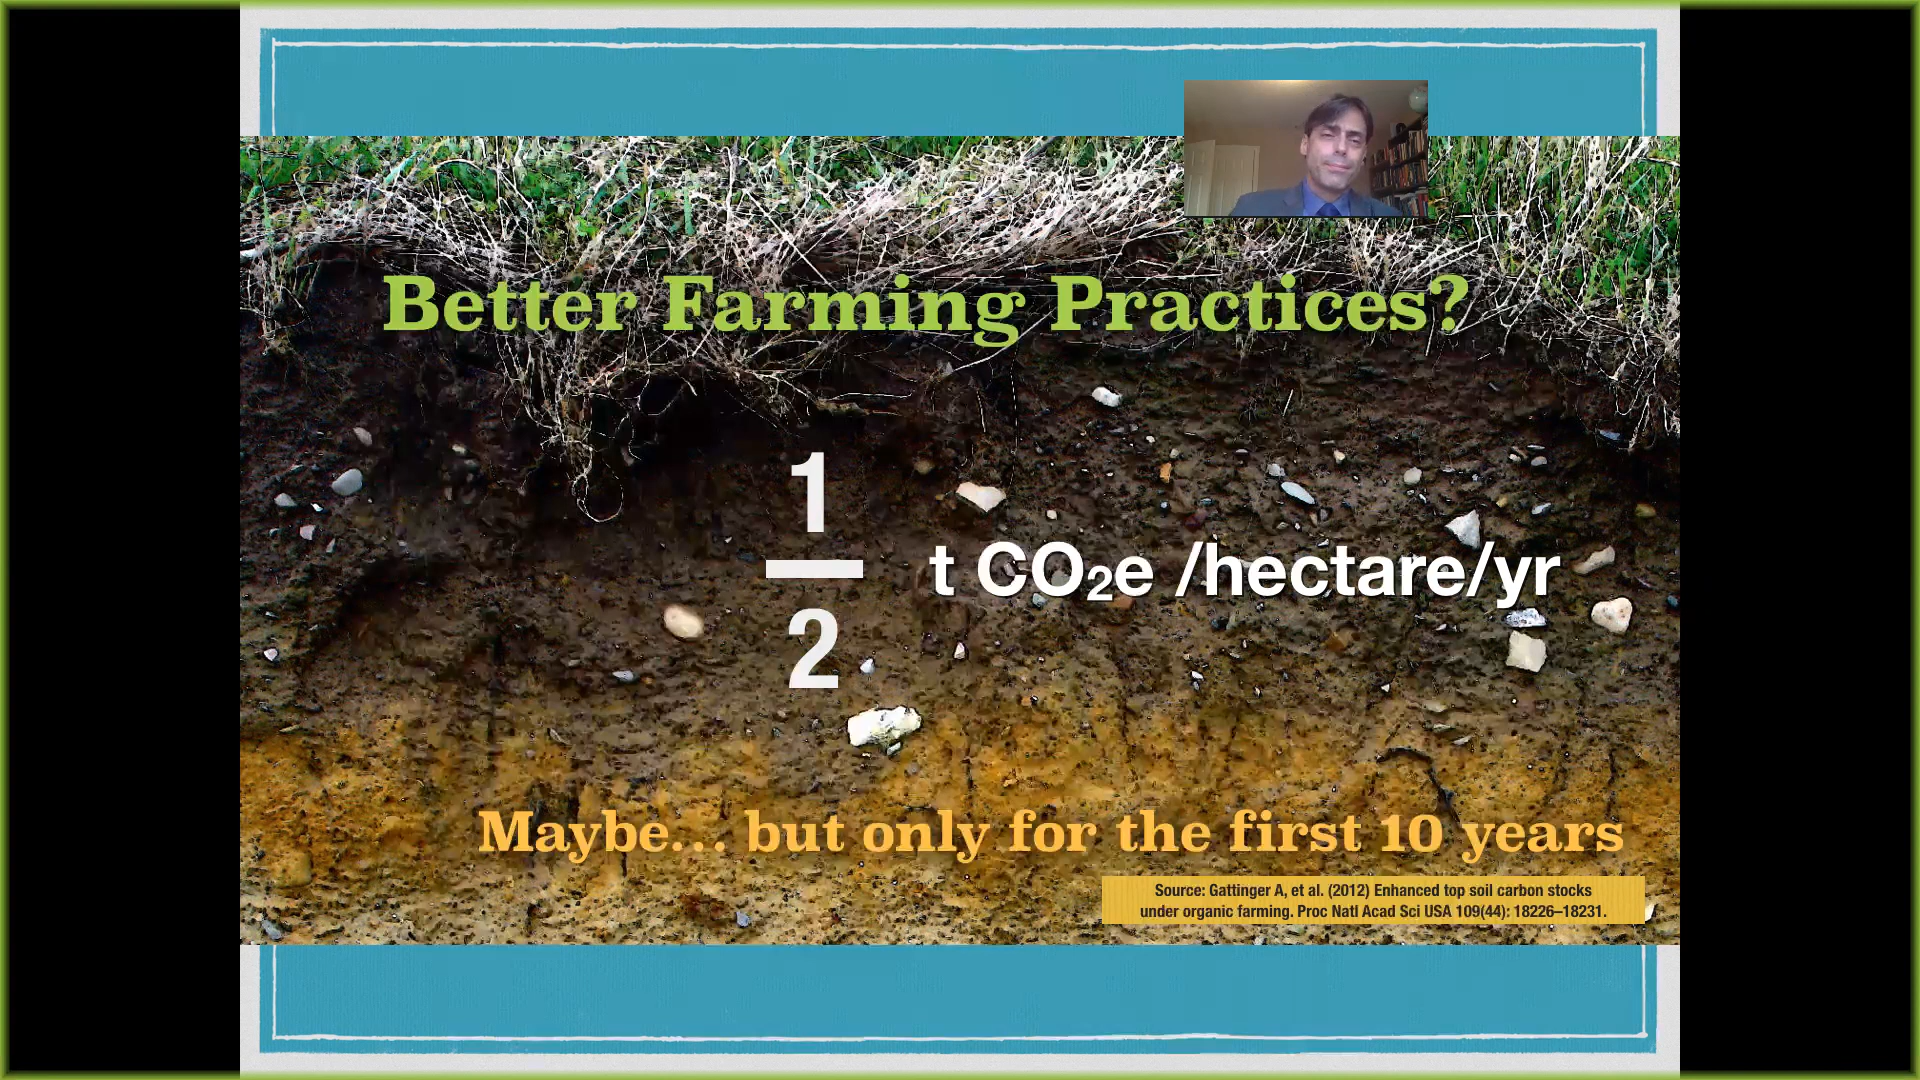 Better Farming Practices?
1
2
t CO₂e /hectare/yr
Maybe... but only for the first 10 years
Source: Gattinger A, et al. (2012) Enhanced top soil carbon stocks
under organic farming. Proc Natl Acad Sci USA 109(44): 18226–18231.